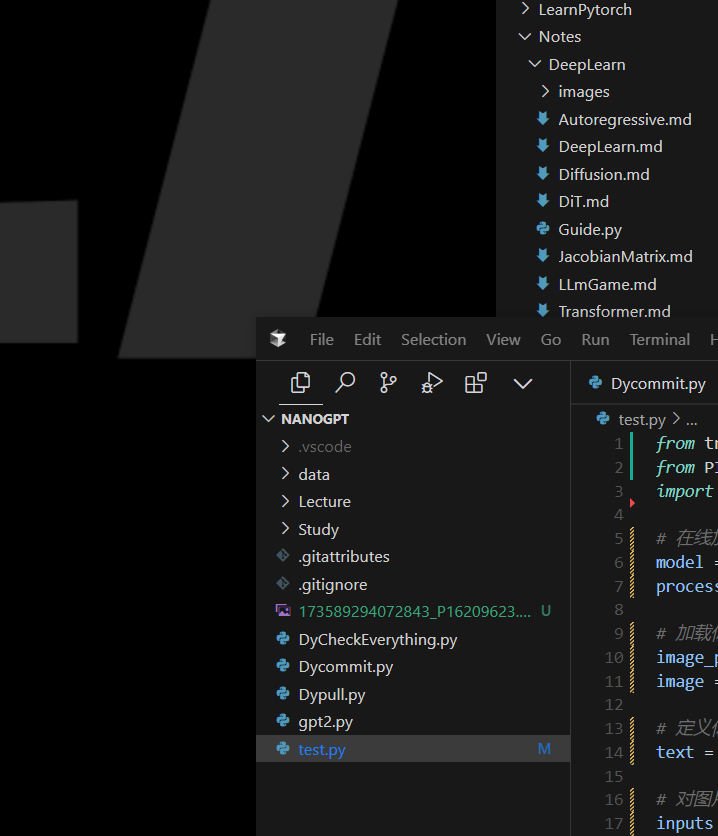 LearnPytorch
Notes
DeepLearn
images
Autoregressive.md
DeepLearn.md
Diffusion.md
DiT.md
Guide.py
JacobianMatrix.md
LLmGame.md
Transformer.md
File Edit Selection View Go Run Terminal H
NANOGPT
.vscode
data
Lecture
Study
.gitattributes
.gitignore
173589294072843_P16209623.... U
DyCheckEverything.py
Dycommit.py
Dypull.py
gpt2.py
test.py M
Dycommit.py
test.py > ...
1 from tr
2 from PI
3 import
4
5 # 在线加
6 model =
7 process
8
9 # 加载
10 image_p
11 image =
12
13 # 定义
14 text =
15
16 # 对图片
17 inputs